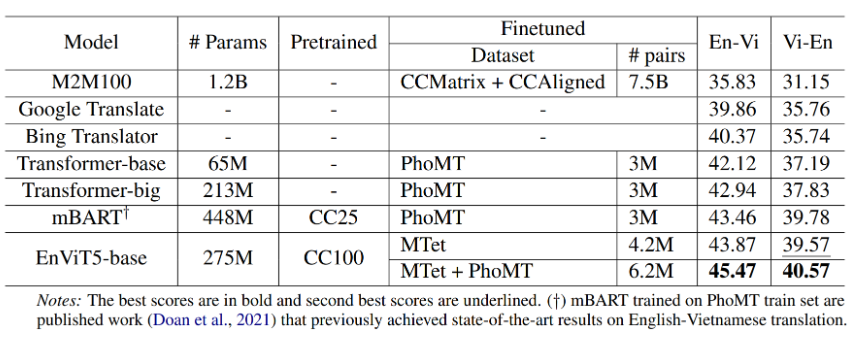 Model # Params Pretrained Finetuned En-Vi Vi-En
Dataset # pairs
M2M100 1.2B - CCMatrix + CCAligned 7.5B 35.83 31.15
Google Translate - - - 39.86 35.76
Bing Translator - - - 40.37 35.74
Transformer-base 65M - PhoMT 3M 42.12 37.19
Transformer-big 213M - PhoMT 3M 42.94 37.83
mBART† 448M CC25 PhoMT 3M 43.46 39.78
EnViT5-base 275M CC100 MTet 4.2M 43.87 39.57
MTet + PhoMT 6.2M 45.47 40.57
Notes: The best scores are in bold and second best scores are underlined. (†) mBART trained on PhoMT train set are
published work (Doan et al., 2021) that previously achieved state-of-the-art results on English-Vietnamese translation.